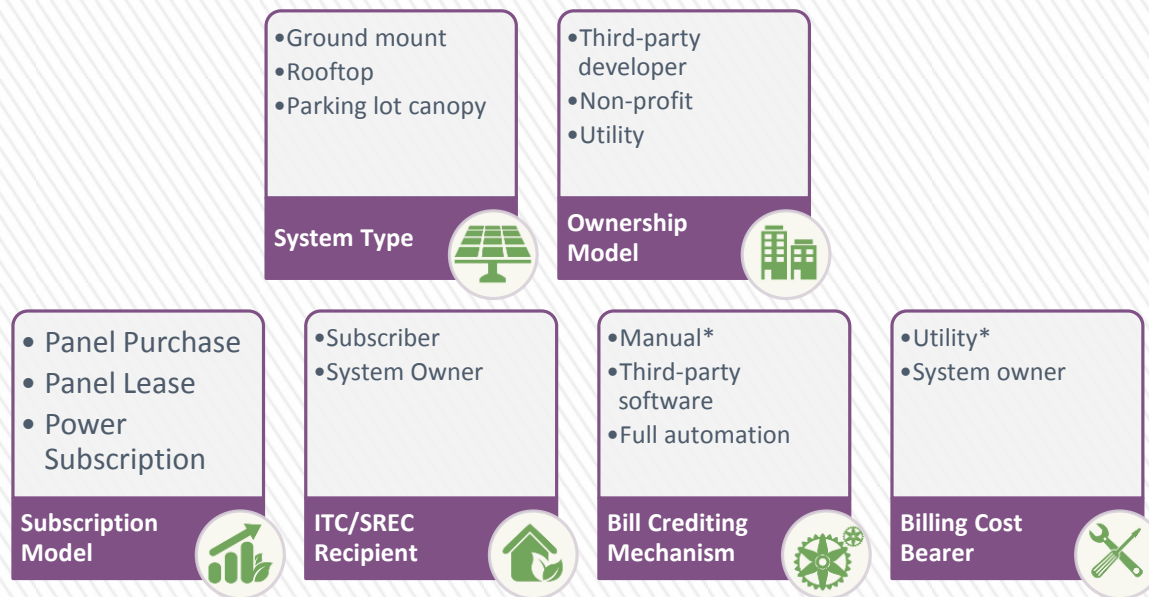 •Ground mount
•Rooftop
•Parking lot canopy
System Type
•Third-party
developer
•Non-profit
•Utility
Ownership
Model
• Panel Purchase
• Panel Lease
• Power
Subscription
Subscription
Model
•Subscriber
•System Owner
ITC/SREC
Recipient
•Manual*
•Third-party
software
•Full automation
Bill Crediting
Mechanism
•Utility*
•System owner
Billing Cost
Bearer